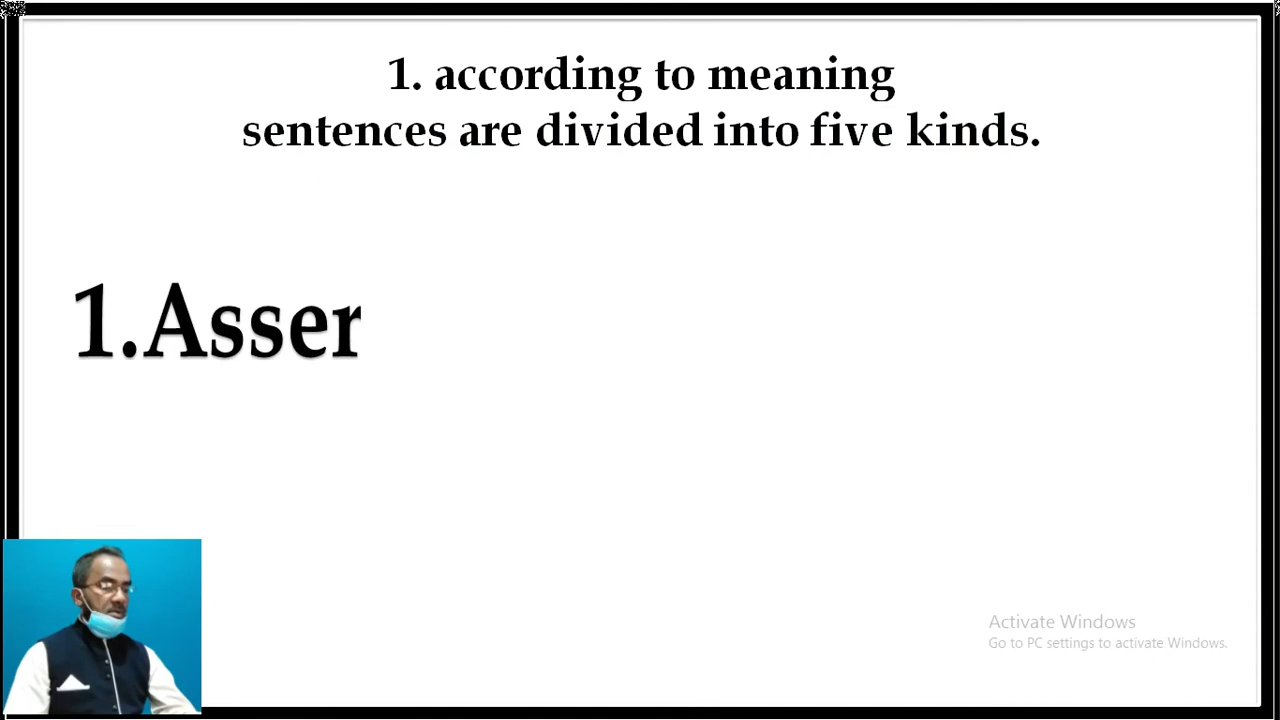 1. according to meaning
sentences are divided into five kinds.
1.Asser
Activate Windows
Go to PC settings to activate Windows.